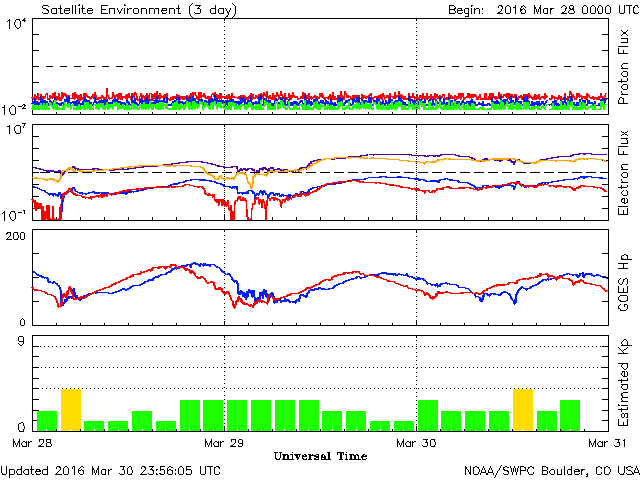 Satellite Environment (3 day) Begin: 2016 Mar 28 0000 UTC
10^4
10^-2
Proton Flux
10^7
10^-1
Electron Flux
200
0
GOES Hp
9
0
Estimated Kp
Mar 28 Mar 29 Mar 30 Mar 31
Universal Time
Updated 2016 Mar 30 23:56:05 UTC NOAA/SWPC Boulder, CO USA